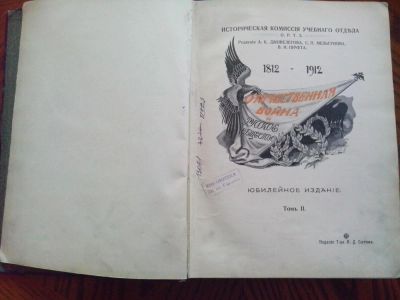 ИСТОРИЧЕСКАЯ КОМИССІЯ УЧЕБНАГО ОТДѢЛА
О. Р. Т. З.
Редакція А. К. ДЖИВЕЛЕГОВА, С. П. МЕЛЬГУНОВА,
В. И. ПИЧЕТА.
1812 - 1912
ОТЕЧЕСТВЕННАЯ
ВОЙНА
И
РУССКОЕ
ОБЩЕСТВО
ЮБИЛЕЙНОЕ ИЗДАНІЕ.
Томъ II.
Изданіе Т-ва И. Д. Сытина.